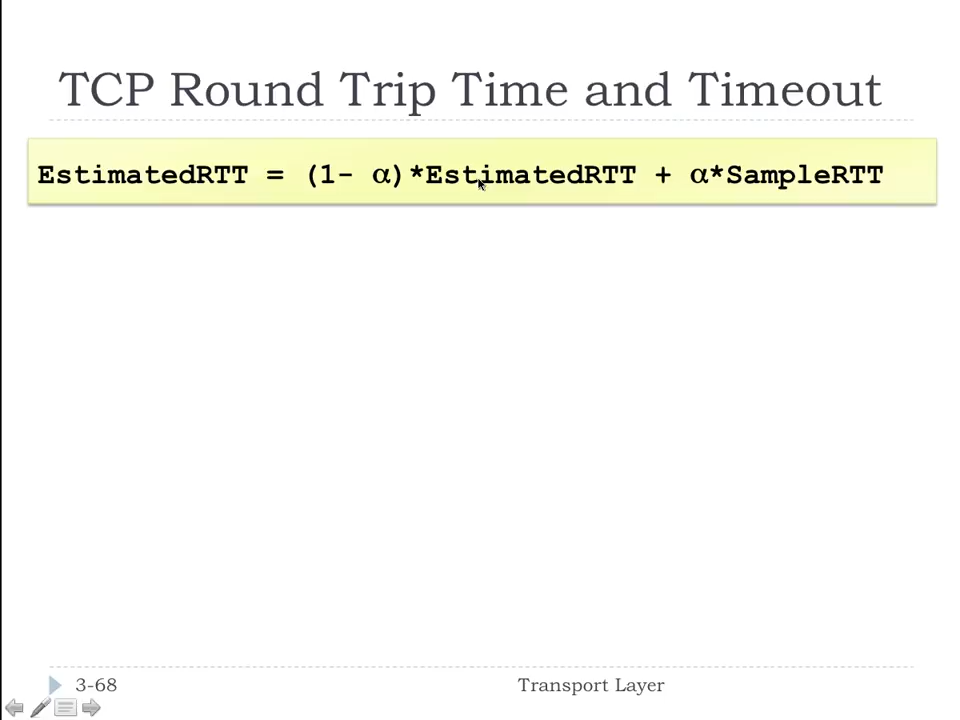 TCP Round Trip Time and Timeout
EstimatedRTT = (1- α)*EstimatedRTT + α*SampleRTT
3-68
Transport Layer